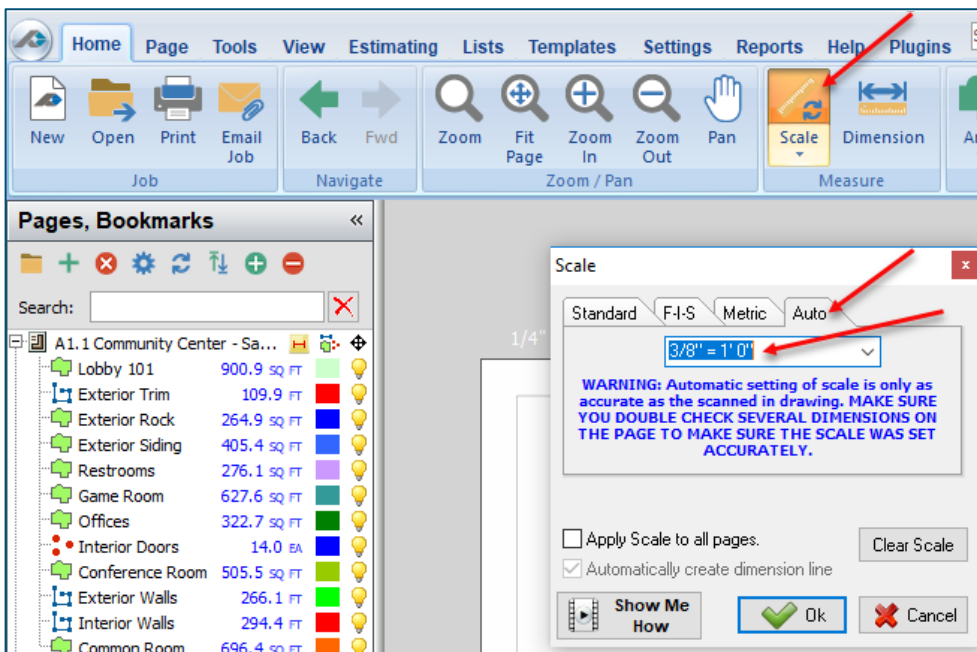 Home Page Tools View Estimating Lists Templates Settings Reports Help Plugins
New
Open
Print
Email
Job
Back
Fwd
Zoom
Fit
Page
Zoom
In
Zoom
Out
Pan
Scale
Dimension
Job
Navigate
Zoom / Pan
Measure
Pages, Bookmarks
Search:
A1.1 Community Center - Sa...
Lobby 101 900.9 SQ FT
Exterior Trim 109.9 FT
Exterior Rock 264.9 SQ FT
Exterior Siding 405.4 SQ FT
Restrooms 276.1 SQ FT
Game Room 627.6 SQ FT
Offices 322.7 SQ FT
Interior Doors 14.0 EA
Conference Room 505.5 SQ FT
Exterior Walls 266.1 FT
Interior Walls 294.4 FT
Common Room 696.4 SQ FT
1/4"
Scale
Standard F-I-S Metric Auto
3/8" = 1' 0"
WARNING: Automatic setting of scale is only as
accurate as the scanned in drawing. MAKE SURE
YOU DOUBLE CHECK SEVERAL DIMENSIONS ON
THE PAGE TO MAKE SURE THE SCALE WAS SET
ACCURATELY.
Apply Scale to all pages.
Clear Scale
Automatically create dimension line
Show Me
How
Ok
Cancel